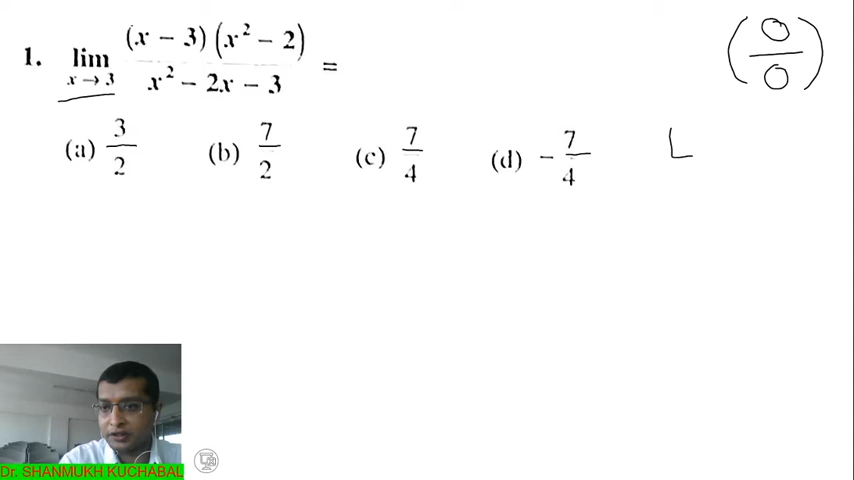 1. lim x → 3 (x − 3) (x² − 2) / x² − 2x − 3 =
(0/0)
(a) 3/2 (b) 7/2 (c) 7/4 (d) − 7/4
L
Dr. SHANMUKH KUCHABAL